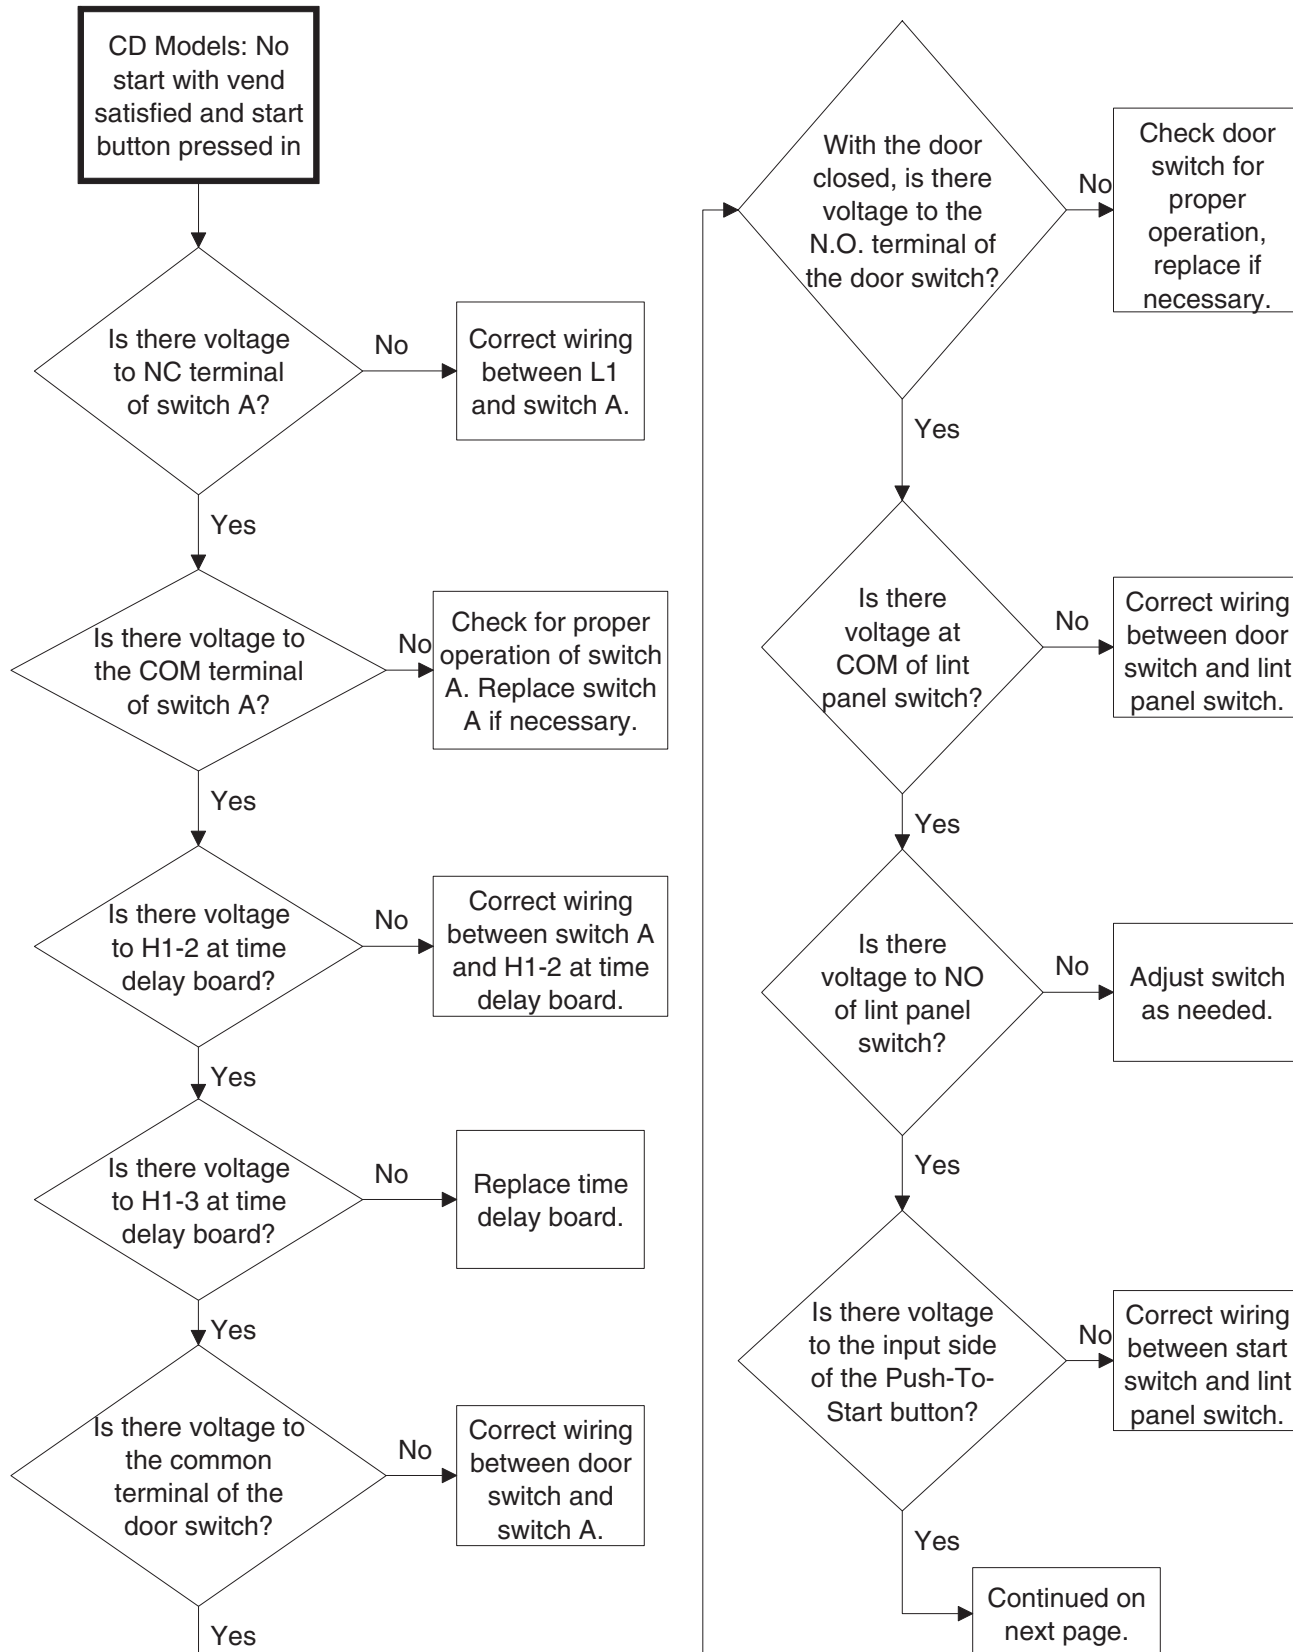 CD Models: No
start with vend
satisfied and start
button pressed in
Is there voltage
to NC terminal
of switch A?
No
Correct wiring
between L1
and switch A.
Yes
Is there voltage to
the COM terminal
of switch A?
No
Check for proper
operation of switch
A. Replace switch
A if necessary.
Yes
Is there voltage
to H1-2 at time
delay board?
No
Correct wiring
between switch A
and H1-2 at time
delay board.
Yes
Is there voltage
to H1-3 at time
delay board?
No
Replace time
delay board.
Yes
Is there voltage to
the common
terminal of the
door switch?
No
Correct wiring
between door
switch and
switch A.
Yes
With the door
closed, is there
voltage to the
N.O. terminal of
the door switch?
No
Check door
switch for
proper
operation,
replace if
necessary.
Yes
Is there
voltage at
COM of lint
panel switch?
No
Correct wiring
between door
switch and lint
panel switch.
Yes
Is there
voltage to NO
of lint panel
switch?
No
Adjust switch
as needed.
Yes
Is there voltage
to the input side
of the Push-To-
Start button?
No
Correct wiring
between start
switch and lint
panel switch.
Yes
Continued on
next page.